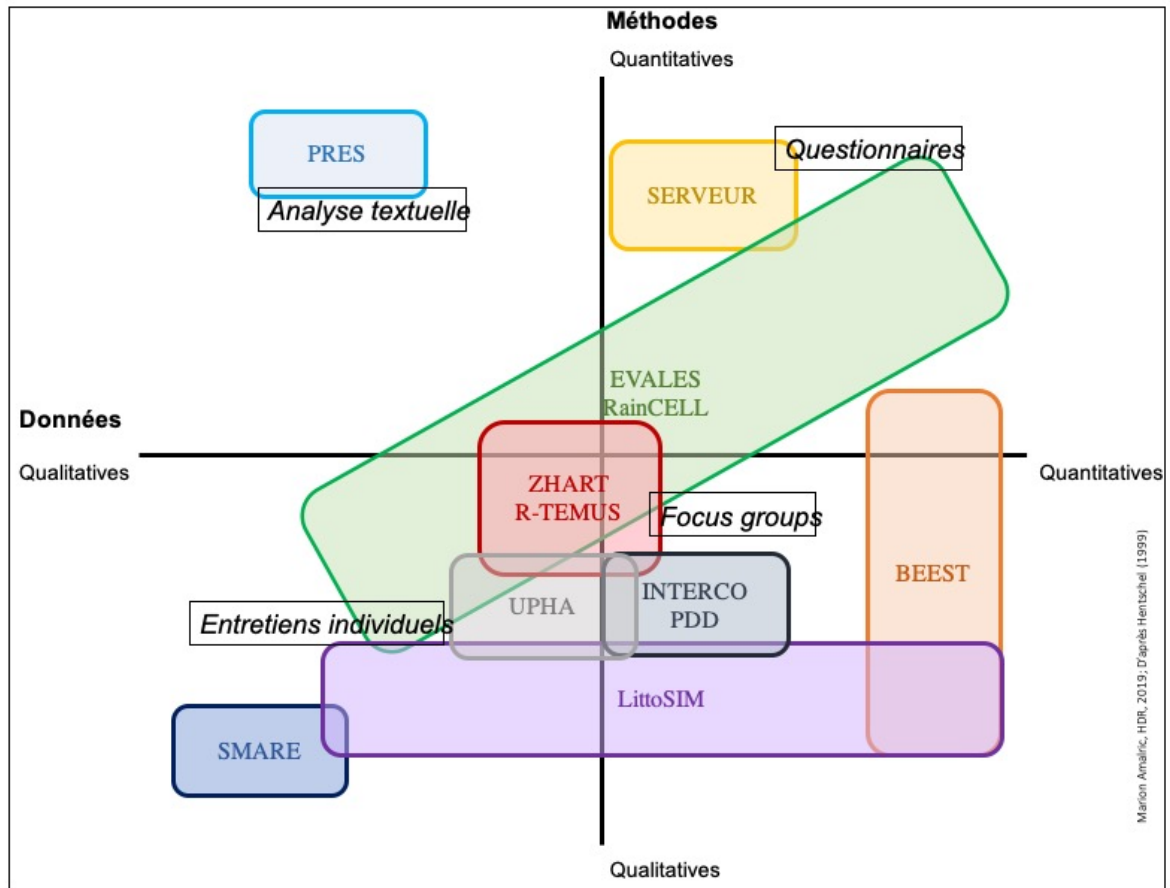 Méthodes
Quantitatives
PRES
Questionnaires
SERVEUR
Analyse textuelle
EVALES
RainCELL
Données
Qualitatives
Quantitatives
ZHART
R-TEMUS
Focus groups
BEEST
UPHA
INTERCO
PDD
Entretiens individuels
LittoSIM
SMARE
Qualitatives
Marion Amalric, HDR, 2019; D'après Hentschel (1999)